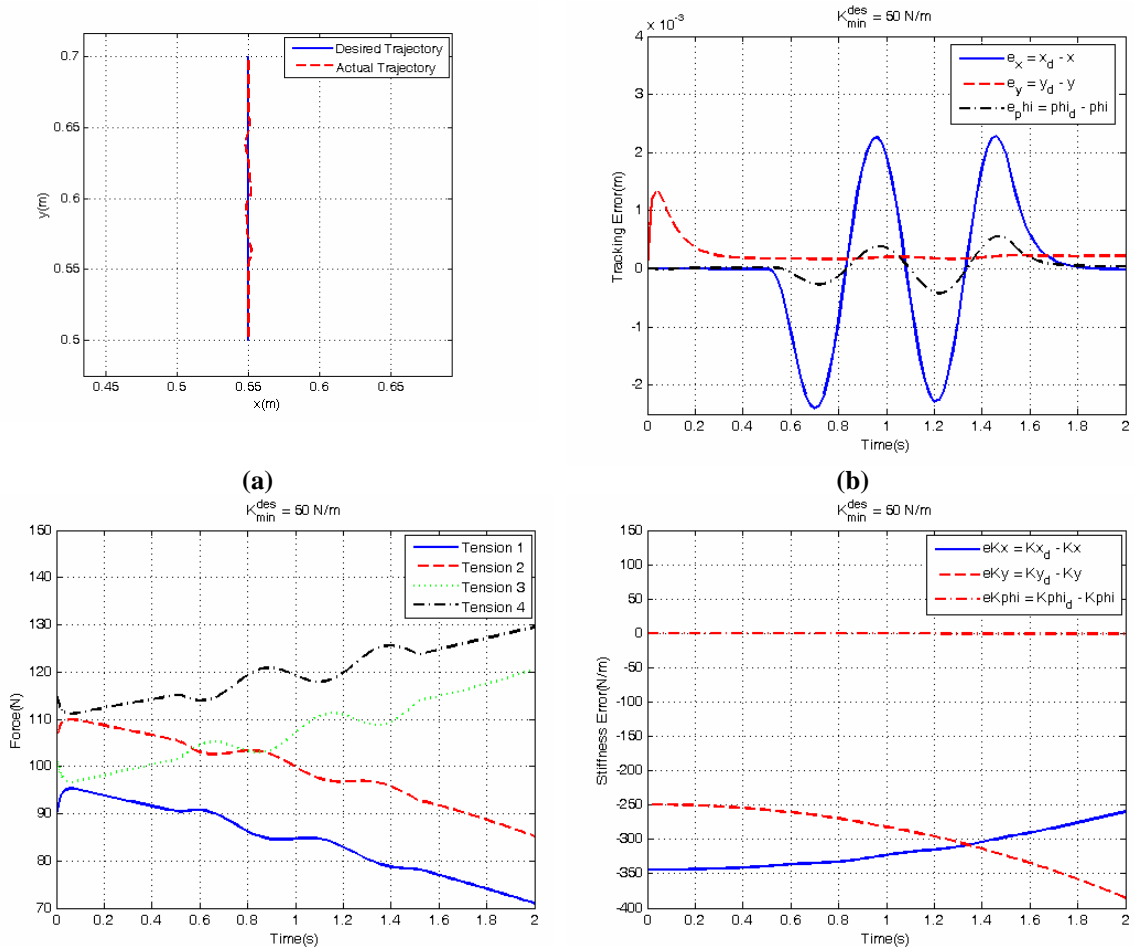 Desired Trajectory
Actual Trajectory
0.7
0.65
0.6
0.55
0.5
y(m)
0.45 0.5 0.55 0.6 0.65
x(m)
(a)
K_min^des = 50 N/m
x 10^-3
4
3
2
1
0
-1
-2
Tracking Error(m)
e_x = x_d - x
e_y = y_d - y
e_phi = phi_d - phi
0 0.2 0.4 0.6 0.8 1 1.2 1.4 1.6 1.8 2
Time(s)
(b)
K_min^des = 50 N/m
150
140
130
120
110
100
90
80
70
Force(N)
Tension 1
Tension 2
Tension 3
Tension 4
0 0.2 0.4 0.6 0.8 1 1.2 1.4 1.6 1.8 2
Time(s)
K_min^des = 50 N/m
150
100
50
0
-50
-100
-150
-200
-250
-300
-350
-400
Stiffness Error(N/m)
eKx = Kx_d - Kx
eKy = Ky_d - Ky
eKphi = Kphi_d - Kphi
0 0.2 0.4 0.6 0.8 1 1.2 1.4 1.6 1.8 2
Time(s)